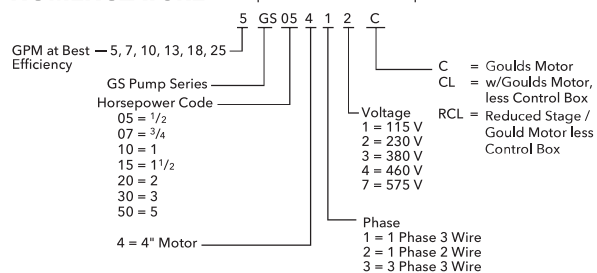 5 GS 05 4 1 2 C
GPM at Best — 5, 7, 10, 13, 18, 25
Efficiency
GS Pump Series
Horsepower Code
05 = 1/2
07 = 3/4
10 = 1
15 = 1 1/2
20 = 2
30 = 3
50 = 5
4 = 4" Motor
C = Goulds Motor
CL = w/Goulds Motor,
less Control Box
RCL = Reduced Stage /
Gould Motor less
Control Box
Voltage
1 = 115 V
2 = 230 V
3 = 380 V
4 = 460 V
7 = 575 V
Phase
1 = 1 Phase 3 Wire
2 = 1 Phase 2 Wire
3 = 3 Phase 3 Wire